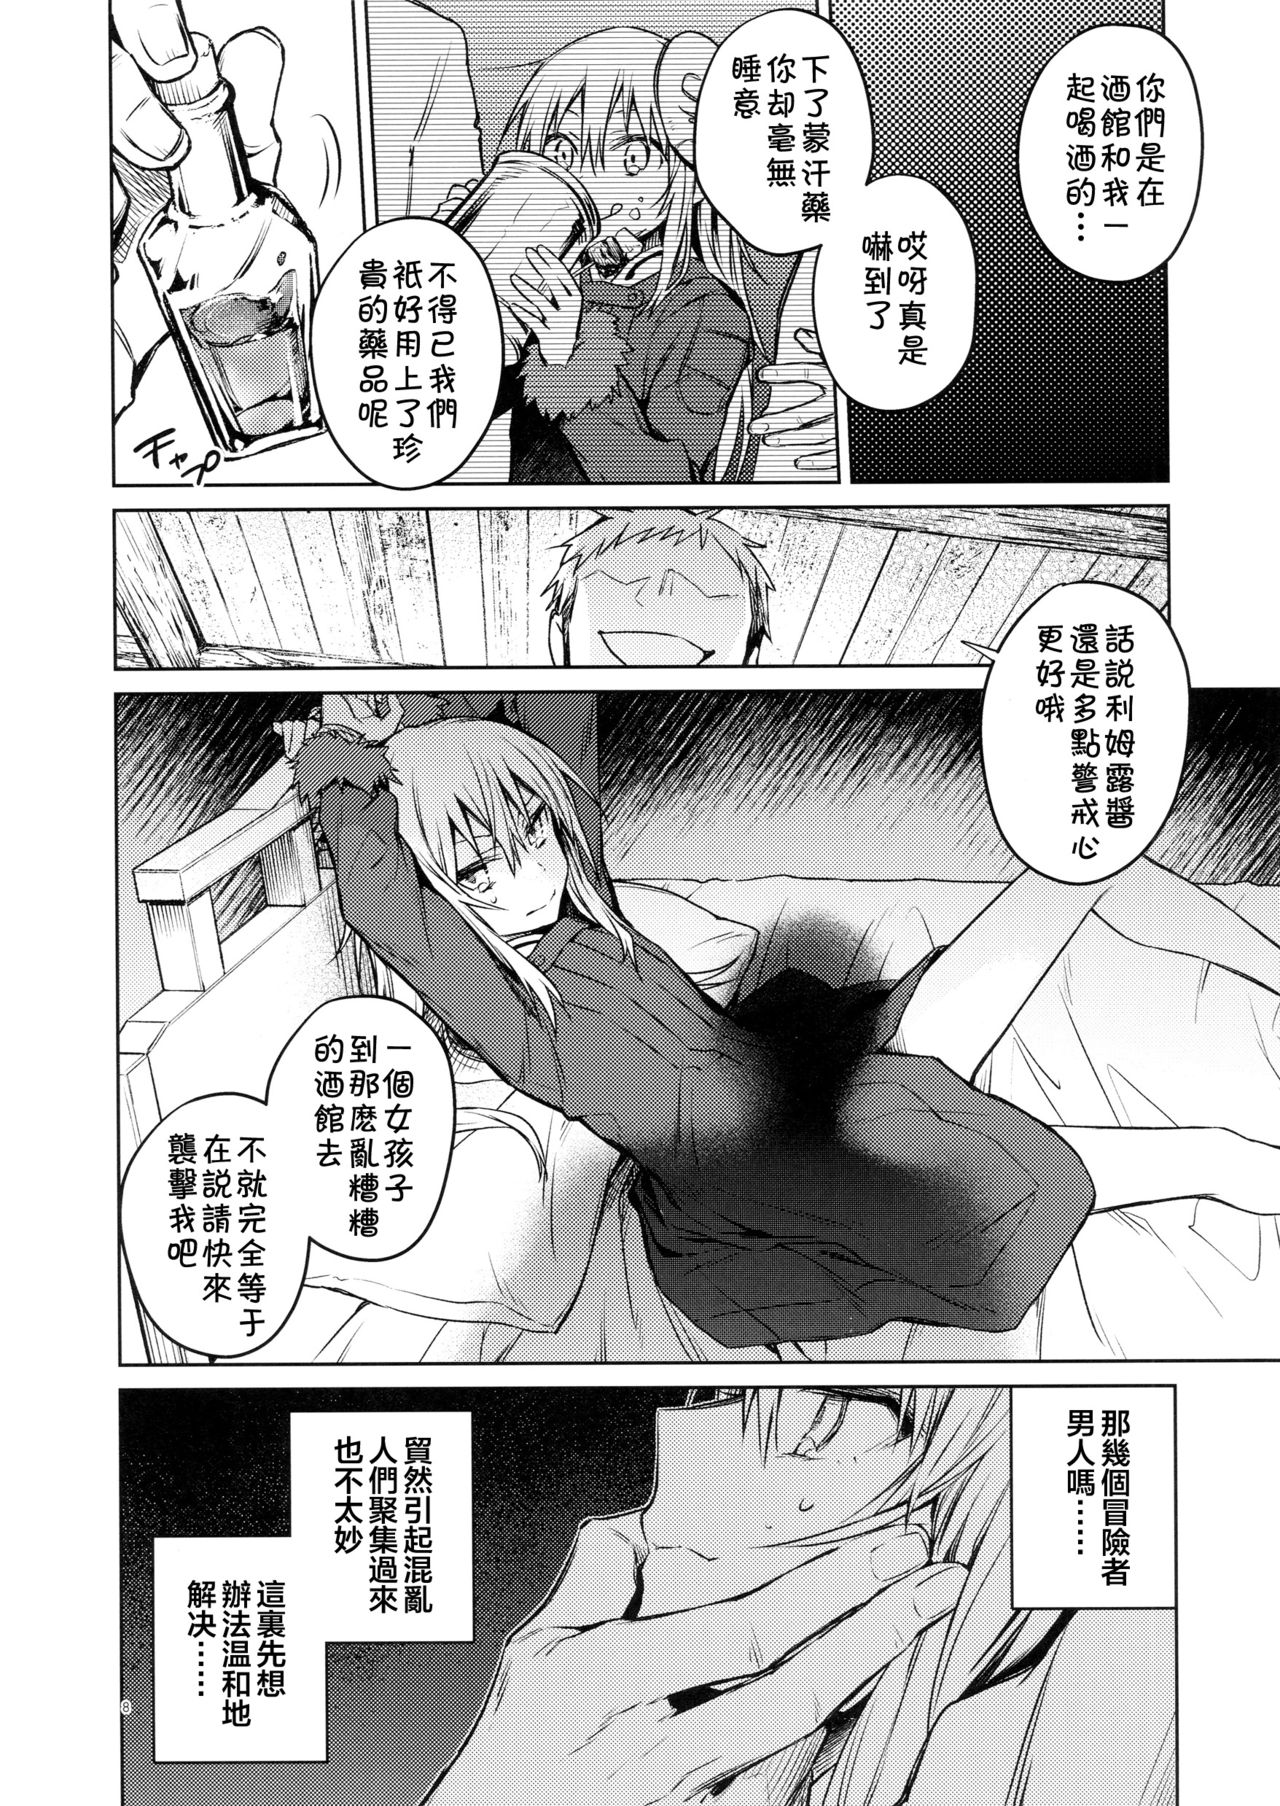 你們是在
酒館和我一
起喝酒的…
哎呀真是
嚇到了
下了蒙汗藥
你却毫無
睡意
不得已我們
衹好用上了珍
貴的藥品呢
チャプ
話説利姆露醬
還是多點警戒心
更好哦
一個女孩子
到那麽亂糟糟
的酒館去
不就完全等于
在説請快來
襲擊我吧
那幾個冒險者
男人嗎……
貿然引起混亂
人們聚集過來
也不太妙
這裏先想
辦法温和地
解决……
8